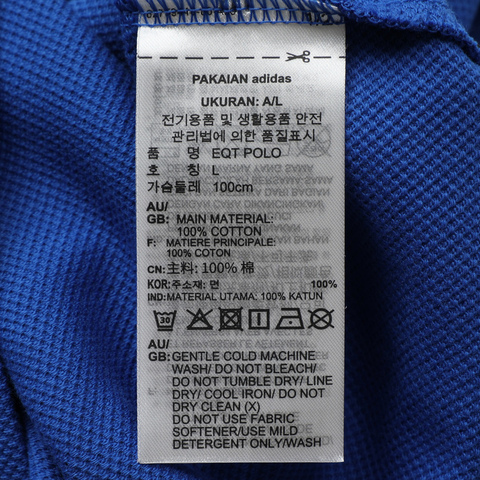 PAKAIAN adidas
UKURAN: A/L
전기용품 및 생활용품 안전
관리법에 의한 품질표시
품 명 EQT POLO
호 칭 L
가슴둘레 100cm
AU/
GB: MAIN MATERIAL:
100% COTTON
F: MATIERE PRINCIPALE:
100% COTON
CN: 主料: 100% 棉
KOR: 주소재: 면 100%
IND: MATERIAL UTAMA: 100% KATUN
30
AU/
GB: GENTLE COLD MACHINE
WASH/ DO NOT BLEACH/
DO NOT TUMBLE DRY/ LINE
DRY/ COOL IRON/ DO NOT
DRY CLEAN (X)
DO NOT USE FABRIC
SOFTENER/USE MILD
DETERGENT ONLY/WASH